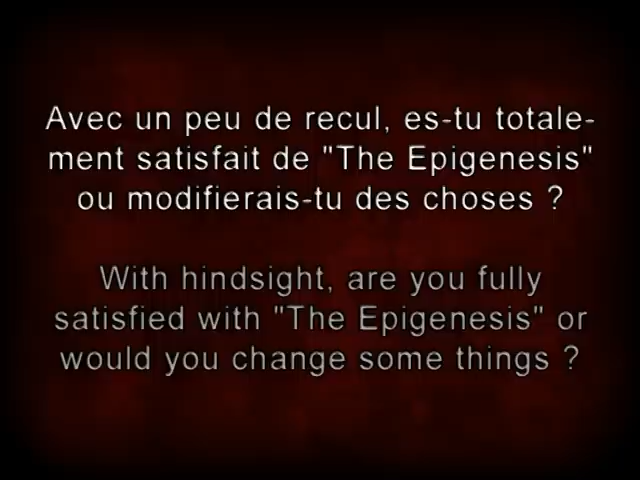 Avec un peu de recul, es-tu totale-
ment satisfait de "The Epigenesis"
ou modifierais-tu des choses ?
With hindsight, are you fully
satisfied with "The Epigenesis" or
would you change some things ?